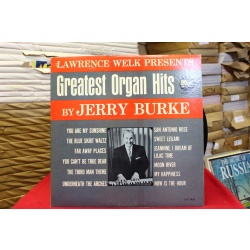 LAWRENCE WELK PRESENTS
Greatest Organ Hits
BY JERRY BURKE
YOU ARE MY SUNSHINE
THE BLUE SKIRT WALTZ
FAR AWAY PLACES
YOU CAN'T BE TRUE DEAR
THE THIRD MAN THEME
UNDERNEATH THE ARCHES
SAN ANTONIO ROSE
SWEET LEILANI
JEANNINE, I DREAM OF
LILAC TIME
MOON RIVER
MY HAPPINESS
NOW IS THE HOUR
RUSSI